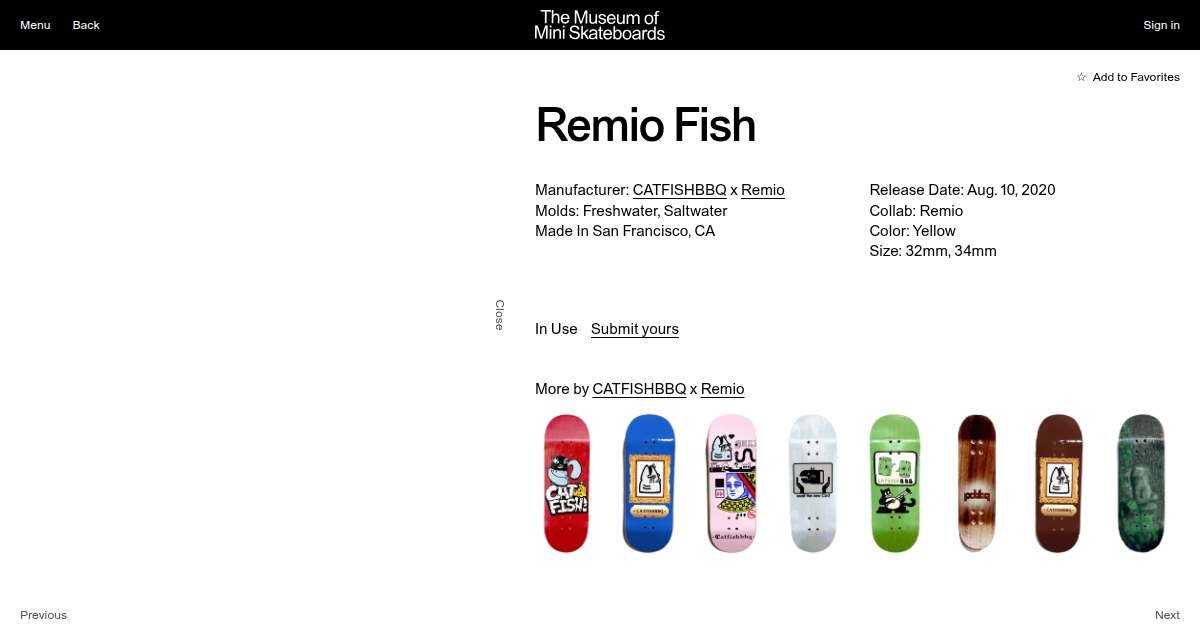 Menu
Back
The Museum of
Mini Skateboards
Sign in
☆ Add to Favorites
Remio Fish
Manufacturer: CATFISHBBQ x Remio
Molds: Freshwater, Saltwater
Made In San Francisco, CA
Release Date: Aug. 10, 2020
Collab: Remio
Color: Yellow
Size: 32mm, 34mm
Close
In Use
Submit yours
More by CATFISHBBQ x Remio
CAT
FISH!
CATFISHBBQ
Catfishbbq
CATFISHBBQ
Previous
Next